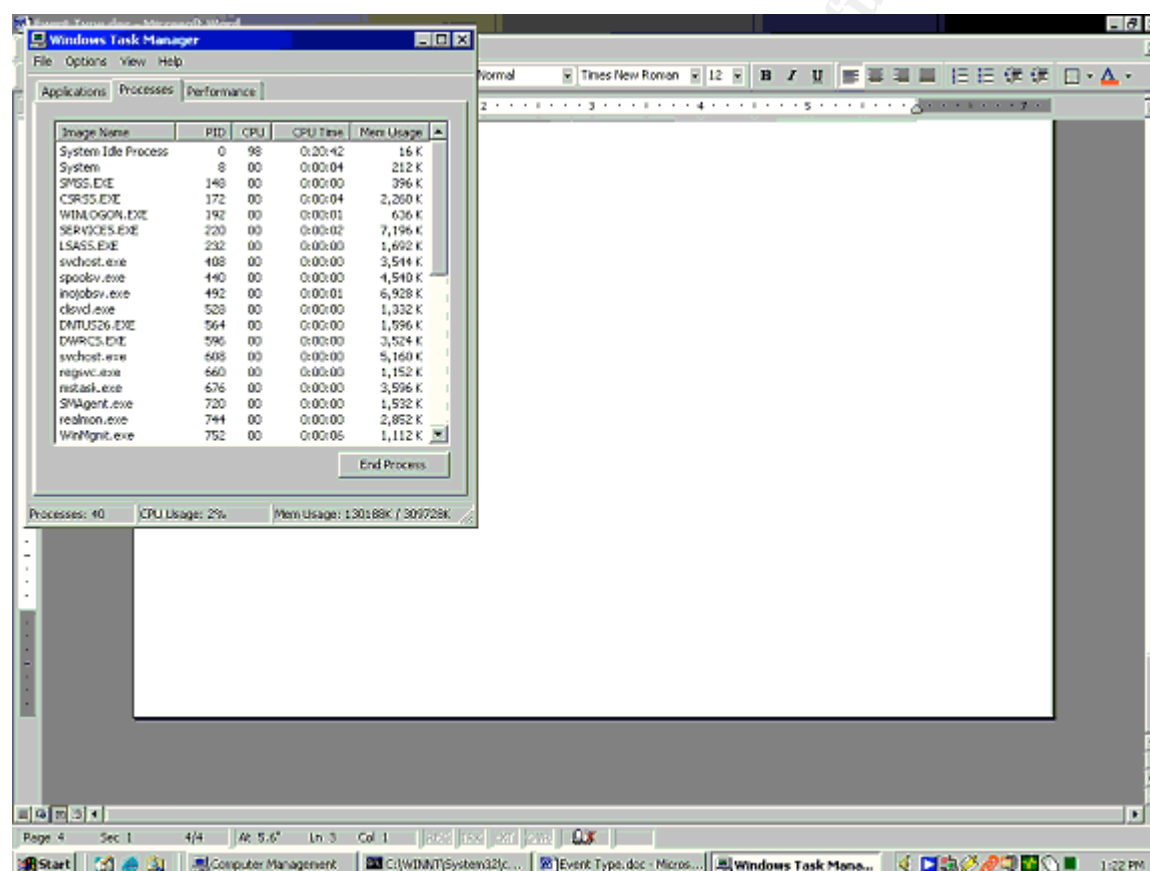 Event Type.doc - Microsoft Word
Windows Task Manager
File Options View Help
Normal Times New Roman 12 B I U
Applications Processes Performance
2 3 4 5 7
Image Name PID CPU CPU Time Mem Usage
System Idle Process 0 98 0:20:42 16 K
System 8 00 0:00:04 212 K
SMSS.EXE 148 00 0:00:00 396 K
CSRSS.EXE 172 00 0:00:04 2,260 K
WINLOGON.EXE 192 00 0:00:01 636 K
SERVICES.EXE 220 00 0:00:02 7,196 K
LSASS.EXE 232 00 0:00:00 1,692 K
svchost.exe 408 00 0:00:00 3,544 K
spoolsv.exe 440 00 0:00:00 4,540 K
inojobsv.exe 492 00 0:00:01 6,928 K
clisvcl.exe 528 00 0:00:00 1,332 K
DNTUS26.EXE 564 00 0:00:00 1,596 K
DWRCS.EXE 596 00 0:00:00 3,524 K
svchost.exe 608 00 0:00:00 5,160 K
regsvc.exe 660 00 0:00:00 1,152 K
mstask.exe 676 00 0:00:00 3,596 K
SMAgent.exe 720 00 0:00:00 1,532 K
realmon.exe 744 00 0:00:00 2,852 K
WinMgmt.exe 752 00 0:00:06 1,112 K
End Process
Processes: 40 CPU Usage: 2% Mem Usage: 130188K / 309728K
Page 4 Sec 1 4/4 At 5.6" Ln 3 Col 1
Start Computer Management C:\WINNT\System32\c... Event Type.doc - Micros... Windows Task Mana... 1:22 PM